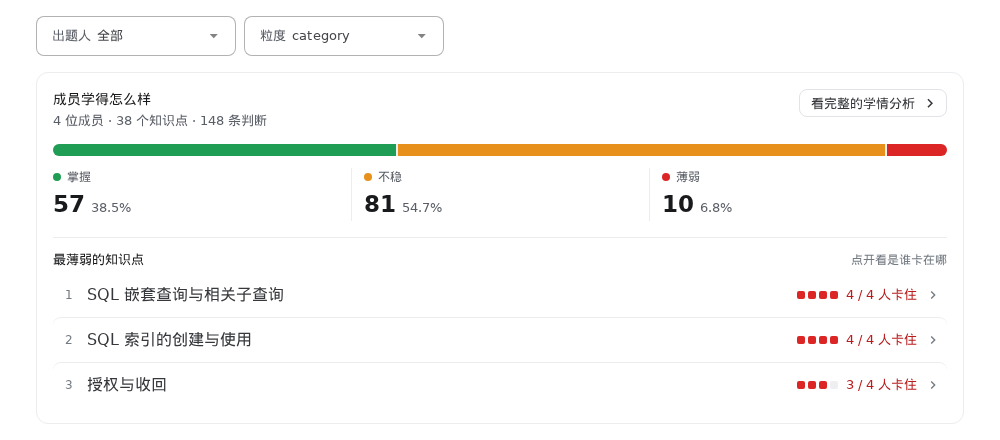 出题人 全部
粒度 category
成员学得怎么样
4 位成员 · 38 个知识点 · 148 条判断
看完整的学情分析
掌握
57 38.5%
不稳
81 54.7%
薄弱
10 6.8%
最薄弱的知识点
点开看是谁卡在哪
1 SQL 嵌套查询与相关子查询 4 / 4 人卡住
2 SQL 索引的创建与使用 4 / 4 人卡住
3 授权与收回 3 / 4 人卡住